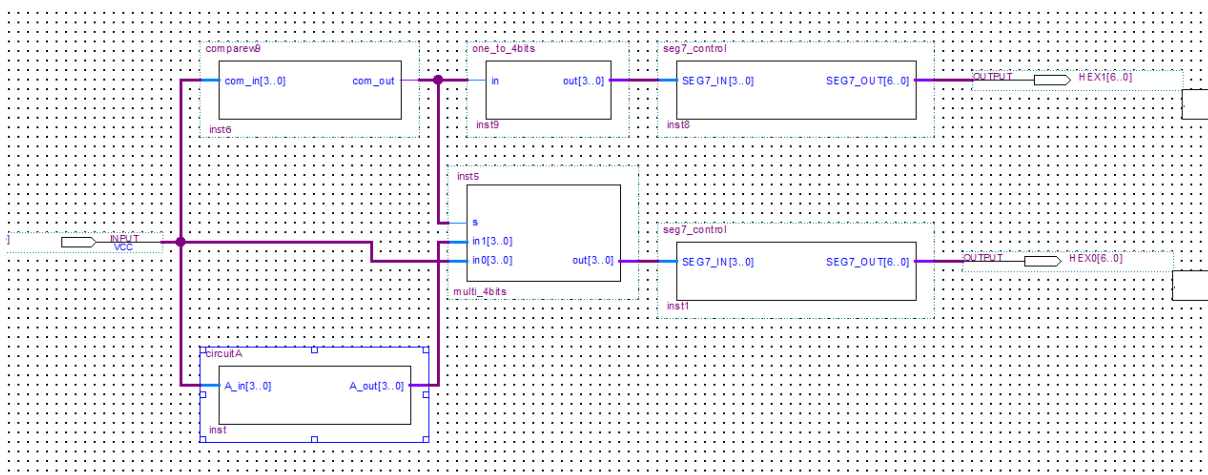 comparew9
com_in[3..0]
com_out
inst6
one_to_4bits
in
out[3..0]
inst9
seg7_control
SEG7_IN[3..0]
SEG7_OUT[6..0]
inst8
OUTPUT
HEX1[6..0]
inst5
s
in1[3..0]
in0[3..0]
out[3..0]
multi_4bits
]
INPUT
VCC
seg7_control
SEG7_IN[3..0]
SEG7_OUT[6..0]
inst1
OUTPUT
HEX0[6..0]
circuitA
A_in[3..0]
A_out[3..0]
inst